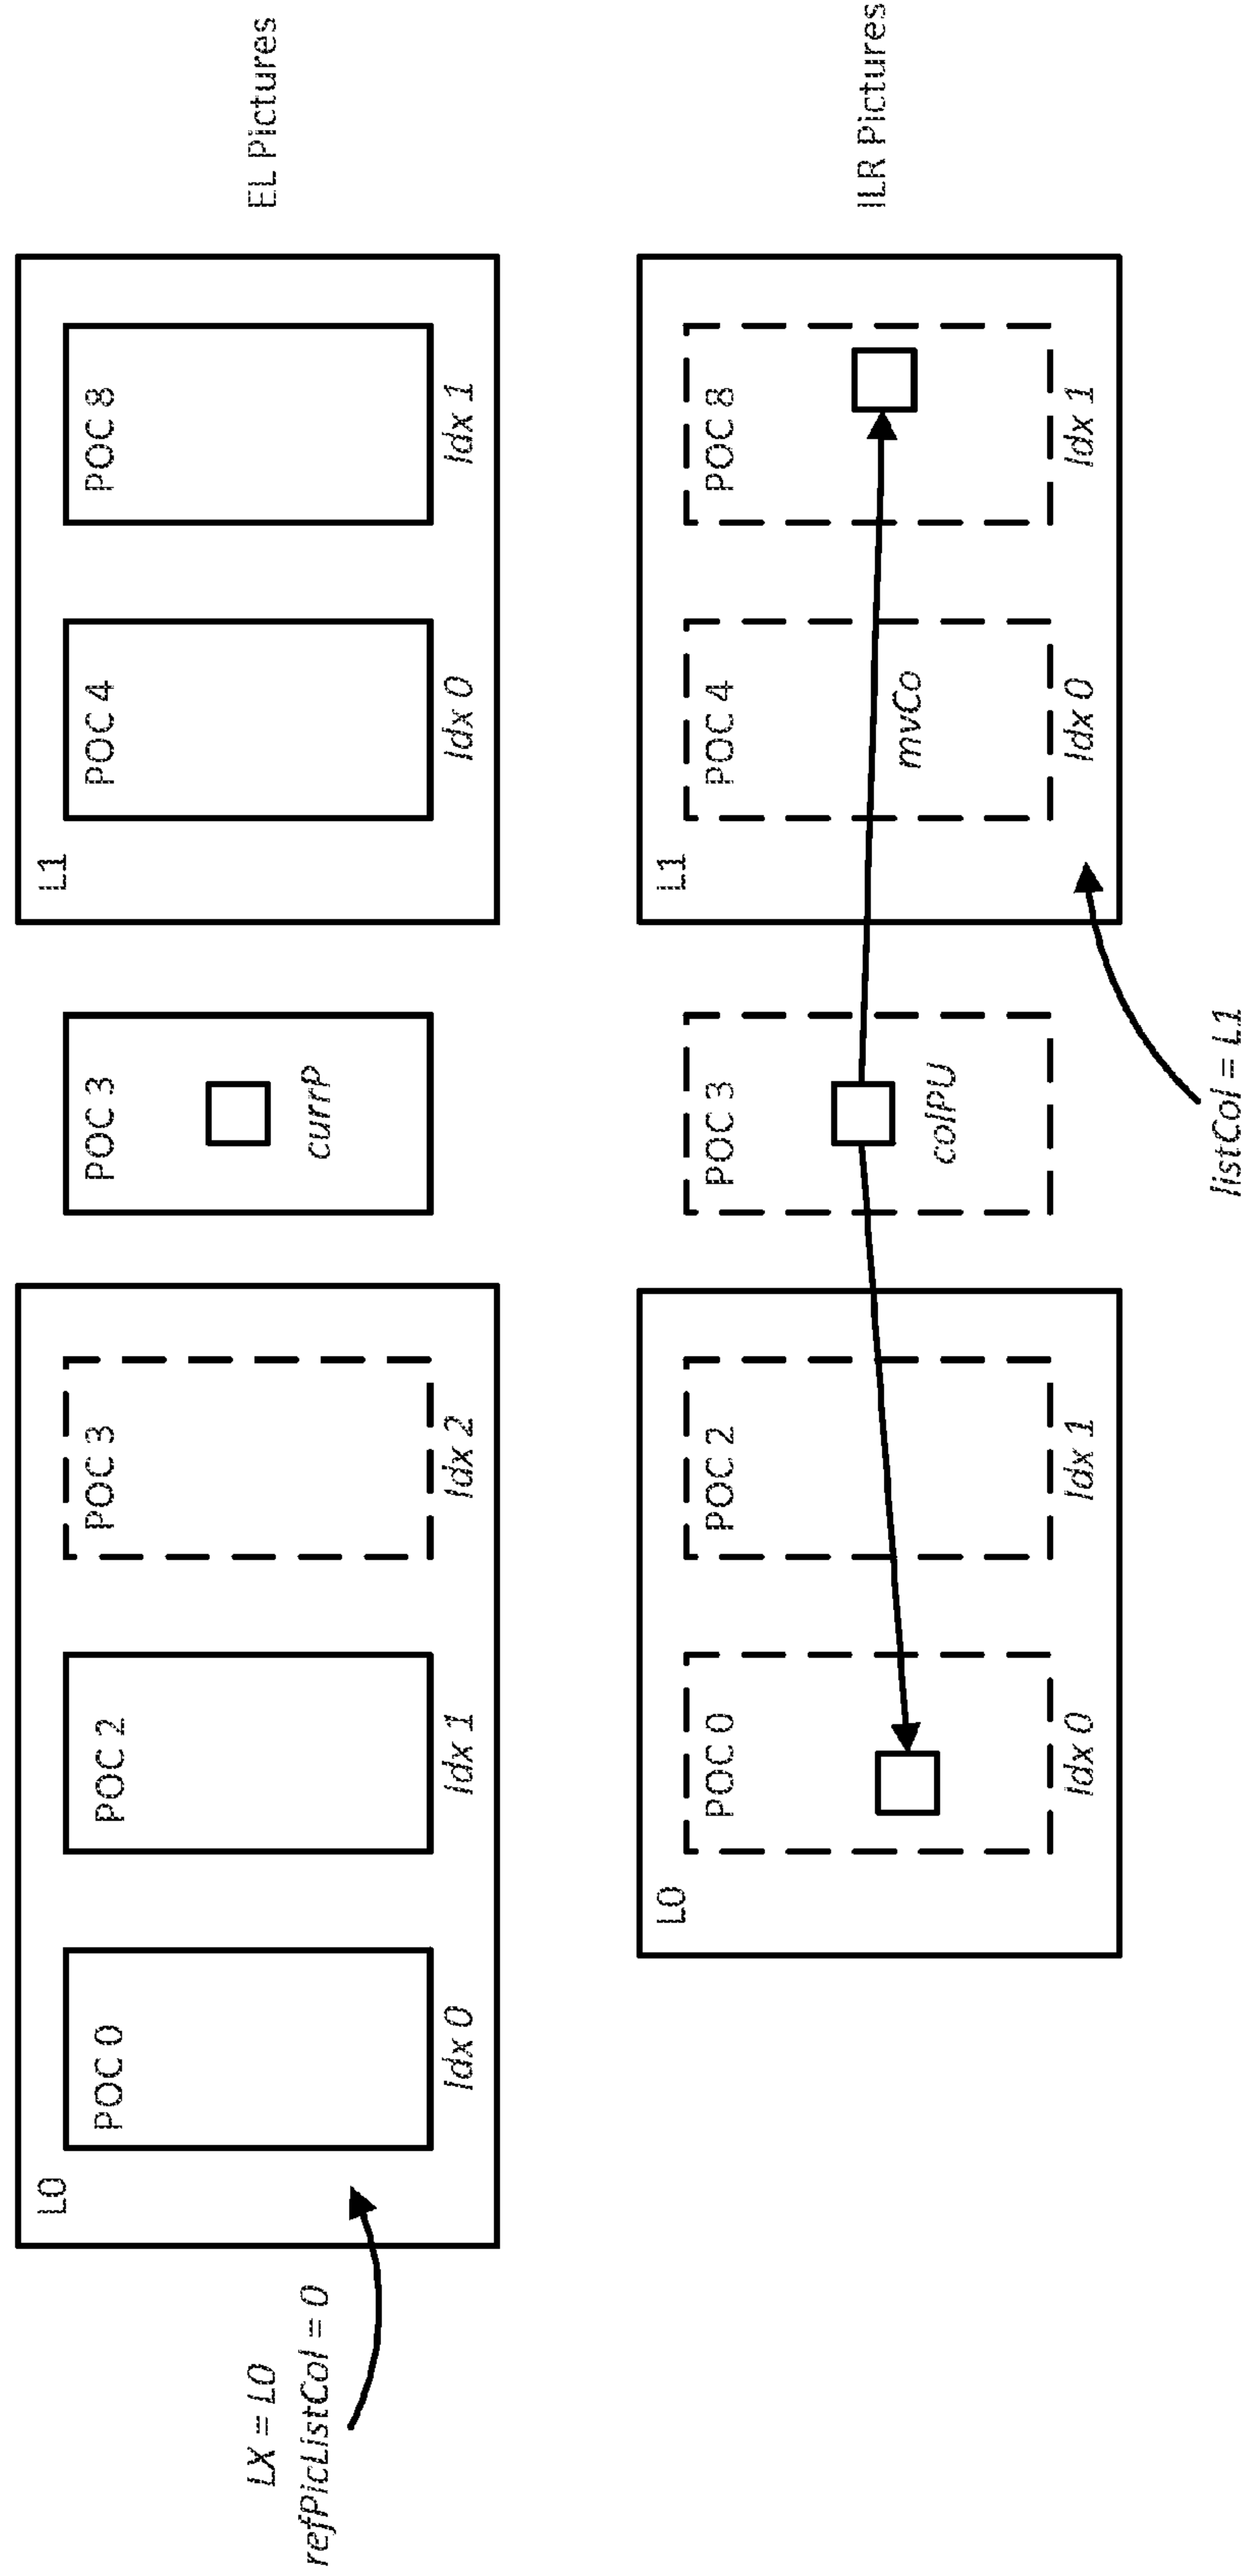 LX = L0
refPicListCol = 0
L0
POC 0
Idx 0
POC 2
Idx 1
POC 3
Idx 2
POC 3
currP
L1
POC 4
Idx 0
POC 8
Idx 1
EL Pictures
L0
POC 0
Idx 0
POC 2
Idx 1
POC 3
colPU
L1
POC 4
Idx 0
mvCo
POC 8
Idx 1
ILR Pictures
listCol = L1